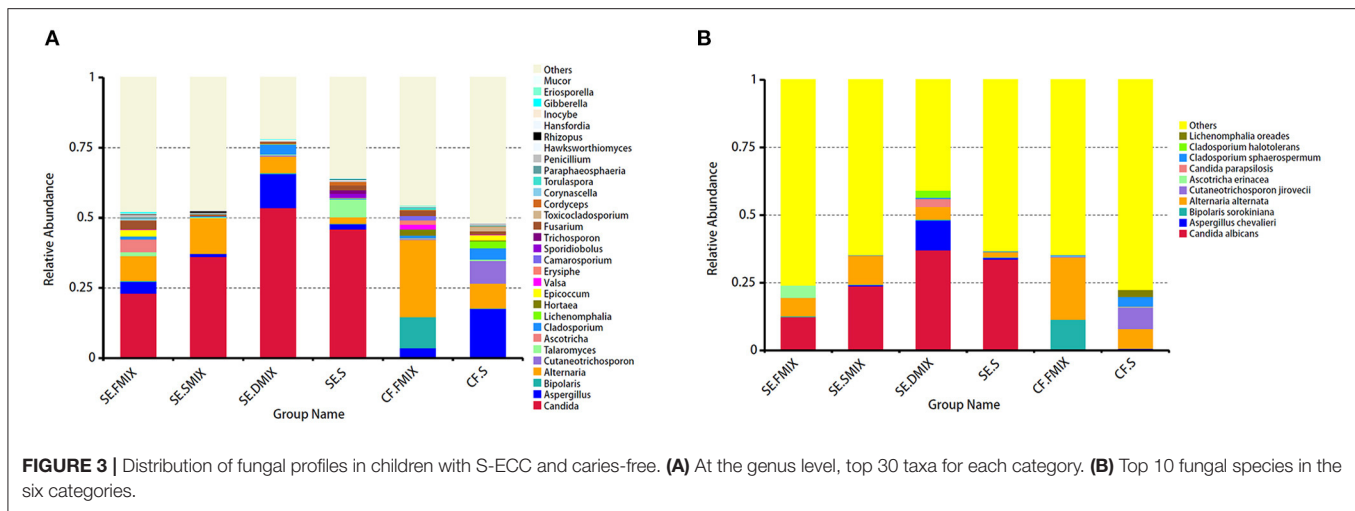 A
Relative Abundance
1
0.75
0.5
0.25
0
SE.FMIX
SE.SMIX
SE.DMIX
SE.S
CF.FMIX
CF.S
Group Name
Others
Mucor
Eriosporella
Gibberella
Inocybe
Hansfordia
Rhizopus
Hawksworthiomyces
Penicillium
Paraphaeosphaeria
Torulaspora
Corynascella
Cordyceps
Toxicocladosporium
Fusarium
Trichosporon
Sporidiobolus
Camarosporium
Erysiphe
Valsa
Epicoccum
Hortaea
Lichenomphalia
Cladosporium
Ascotricha
Talaromyces
Cutaneotrichosporon
Alternaria
Bipolaris
Aspergillus
Candida
B
Relative Abundance
1
0.75
0.5
0.25
0
SE.FMIX
SE.SMIX
SE.DMIX
SE.S
CF.FMIX
CF.S
Group Name
Others
Lichenomphalia oreades
Cladosporium halotolerans
Cladosporium sphaerospermum
Candida parapsilosis
Ascotricha erinacea
Cutaneotrichosporon jirovecii
Alternaria alternata
Bipolaris sorokiniana
Aspergillus chevalieri
Candida albicans
FIGURE 3 | Distribution of fungal profiles in children with S-ECC and caries-free. (A) At the genus level, top 30 taxa for each category. (B) Top 10 fungal species in the
six categories.